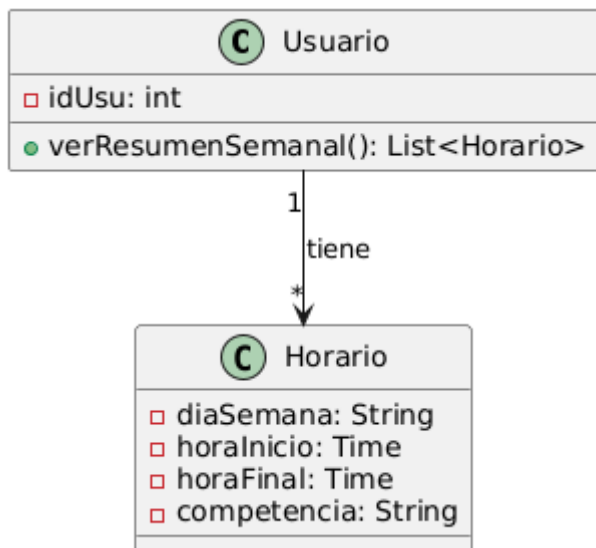 C Usuario
idUsu: int
verResumenSemanal(): List<Horario>
1
tiene
*
C Horario
diaSemana: String
horaInicio: Time
horaFinal: Time
competencia: String